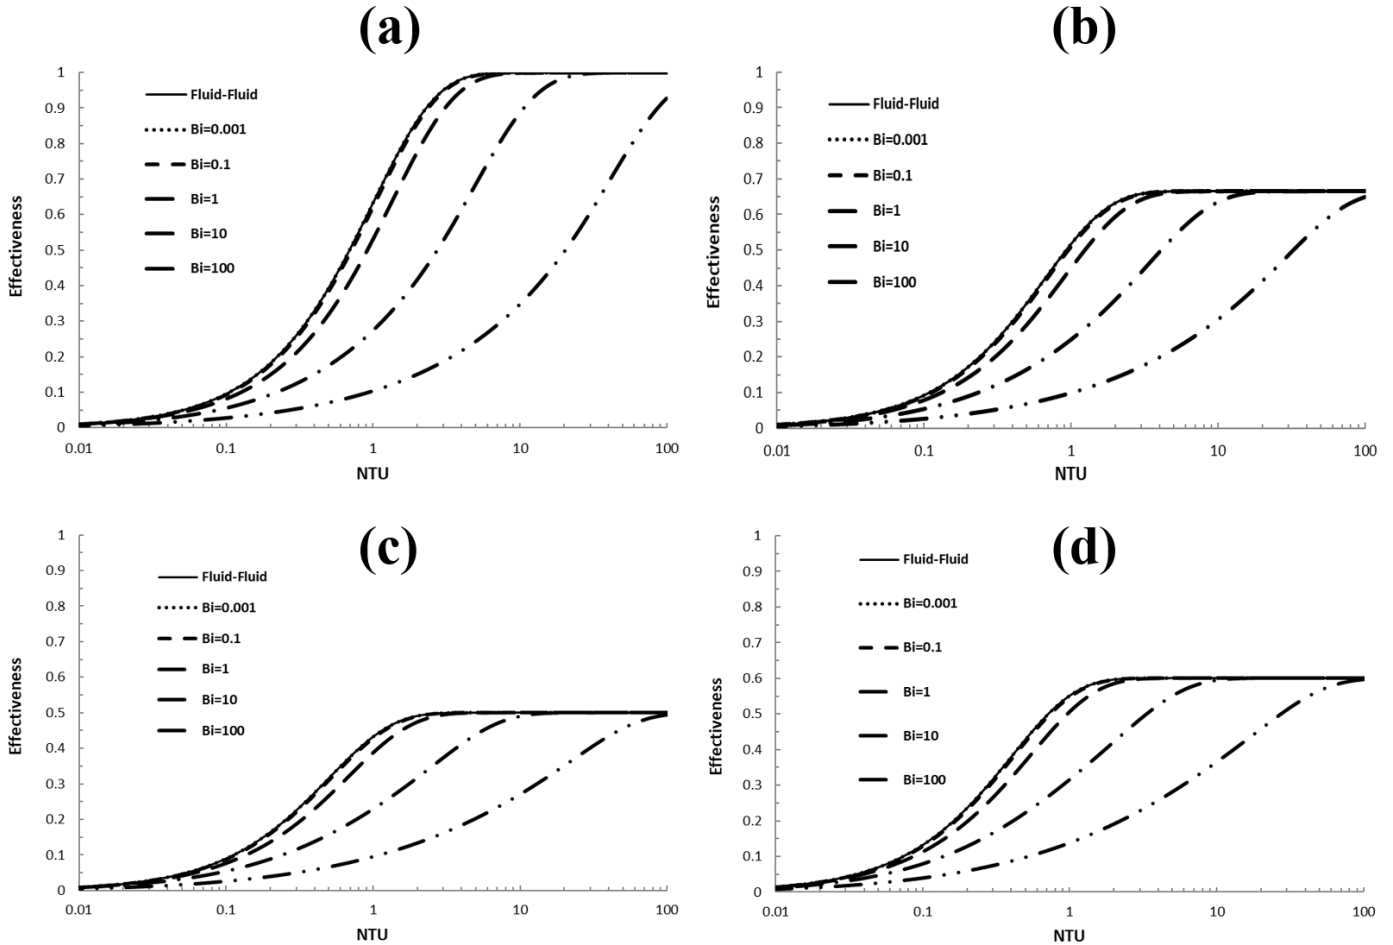 (a)
Effectiveness
1
0.9
0.8
0.7
0.6
0.5
0.4
0.3
0.2
0.1
0
Fluid-Fluid
Bi=0.001
Bi=0.1
Bi=1
Bi=10
Bi=100
0.01
0.1
1
10
100
NTU
(b)
Effectiveness
1
0.9
0.8
0.7
0.6
0.5
0.4
0.3
0.2
0.1
0
Fluid-Fluid
Bi=0.001
Bi=0.1
Bi=1
Bi=10
Bi=100
0.01
0.1
1
10
100
NTU
(c)
Effectiveness
1
0.9
0.8
0.7
0.6
0.5
0.4
0.3
0.2
0.1
0
Fluid-Fluid
Bi=0.001
Bi=0.1
Bi=1
Bi=10
Bi=100
0.01
0.1
1
10
100
NTU
(d)
Effectiveness
1
0.9
0.8
0.7
0.6
0.5
0.4
0.3
0.2
0.1
0
Fluid-Fluid
Bi=0.001
Bi=0.1
Bi=1
Bi=10
Bi=100
0.01
0.1
1
10
100
NTU